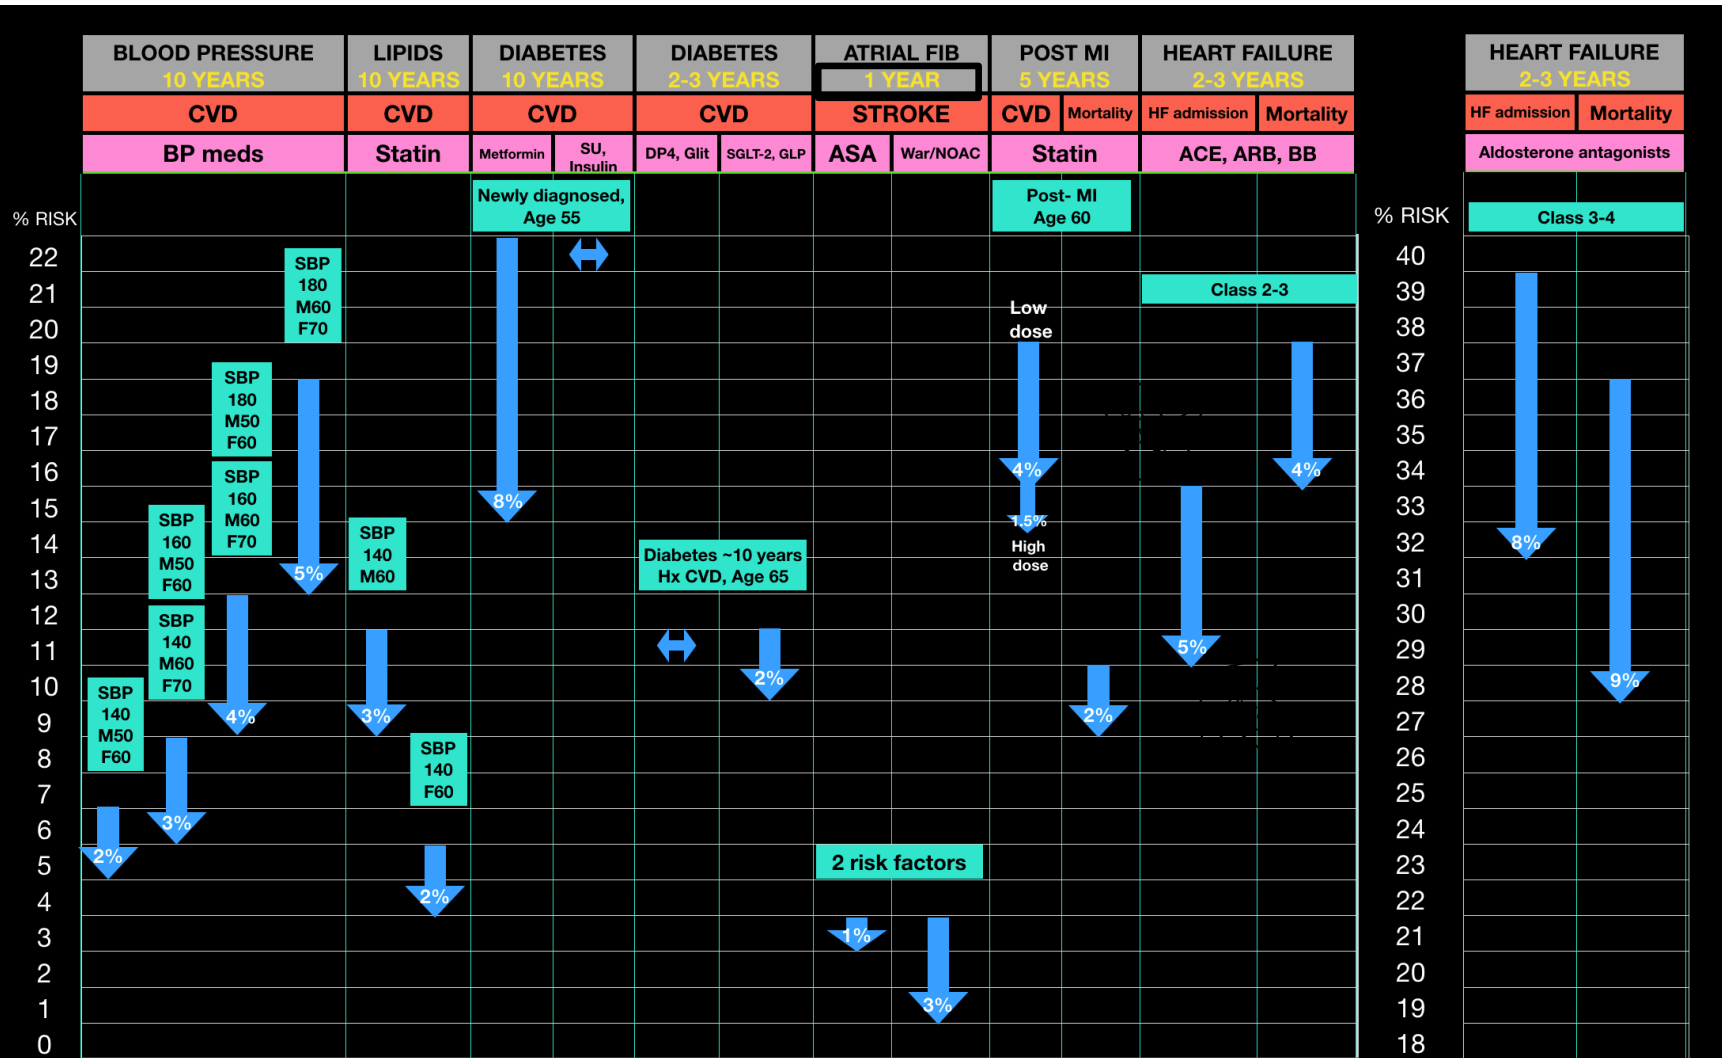 BLOOD PRESSURE
10 YEARS
LIPIDS
10 YEARS
DIABETES
10 YEARS
DIABETES
2-3 YEARS
ATRIAL FIB
1 YEAR
POST MI
5 YEARS
HEART FAILURE
2-3 YEARS
HEART FAILURE
2-3 YEARS
CVD
CVD
CVD
CVD
STROKE
CVD
Mortality
HF admission
Mortality
HF admission
Mortality
BP meds
Statin
Metformin
SU,
Insulin
DP4, Glit
SGLT-2, GLP
ASA
War/NOAC
Statin
ACE, ARB, BB
Aldosterone antagonists
% RISK
22
21
20
19
18
17
16
15
14
13
12
11
10
9
8
7
6
5
4
3
2
1
0
SBP
140
M50
F60
2%
SBP
160
M50
F60
SBP
140
M60
F70
3%
SBP
180
M50
F60
SBP
160
M60
F70
4%
SBP
180
M60
F70
5%
SBP
140
M60
3%
SBP
140
F60
2%
Newly diagnosed,
Age 55
8%
Diabetes ~10 years
Hx CVD, Age 65
2%
2 risk factors
1%
3%
Post- MI
Age 60
Low
dose
4%
1.5%
High
dose
2%
Class 2-3
5%
4%
% RISK
40
39
38
37
36
35
34
33
32
31
30
29
28
27
26
25
24
23
22
21
20
19
18
Class 3-4
8%
9%